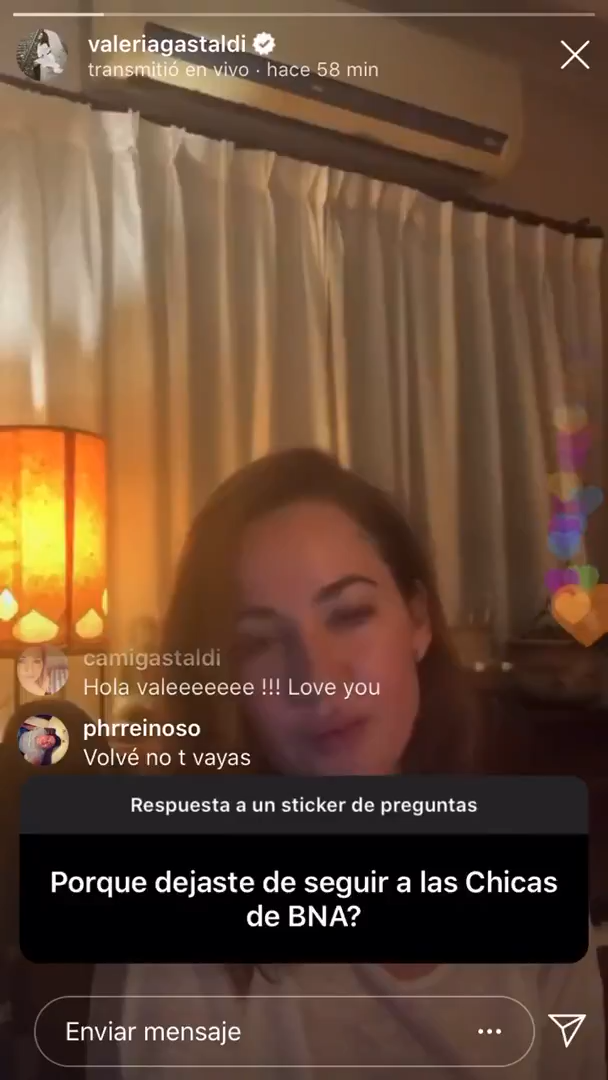 valeriagastaldi
transmitió en vivo · hace 58 min
camigastaldi
Hola valeeeeeee !!! Love you
phrreinoso
Volvé no t vayas
Respuesta a un sticker de preguntas
Porque dejaste de seguir a las Chicas
de BNA?
Enviar mensaje